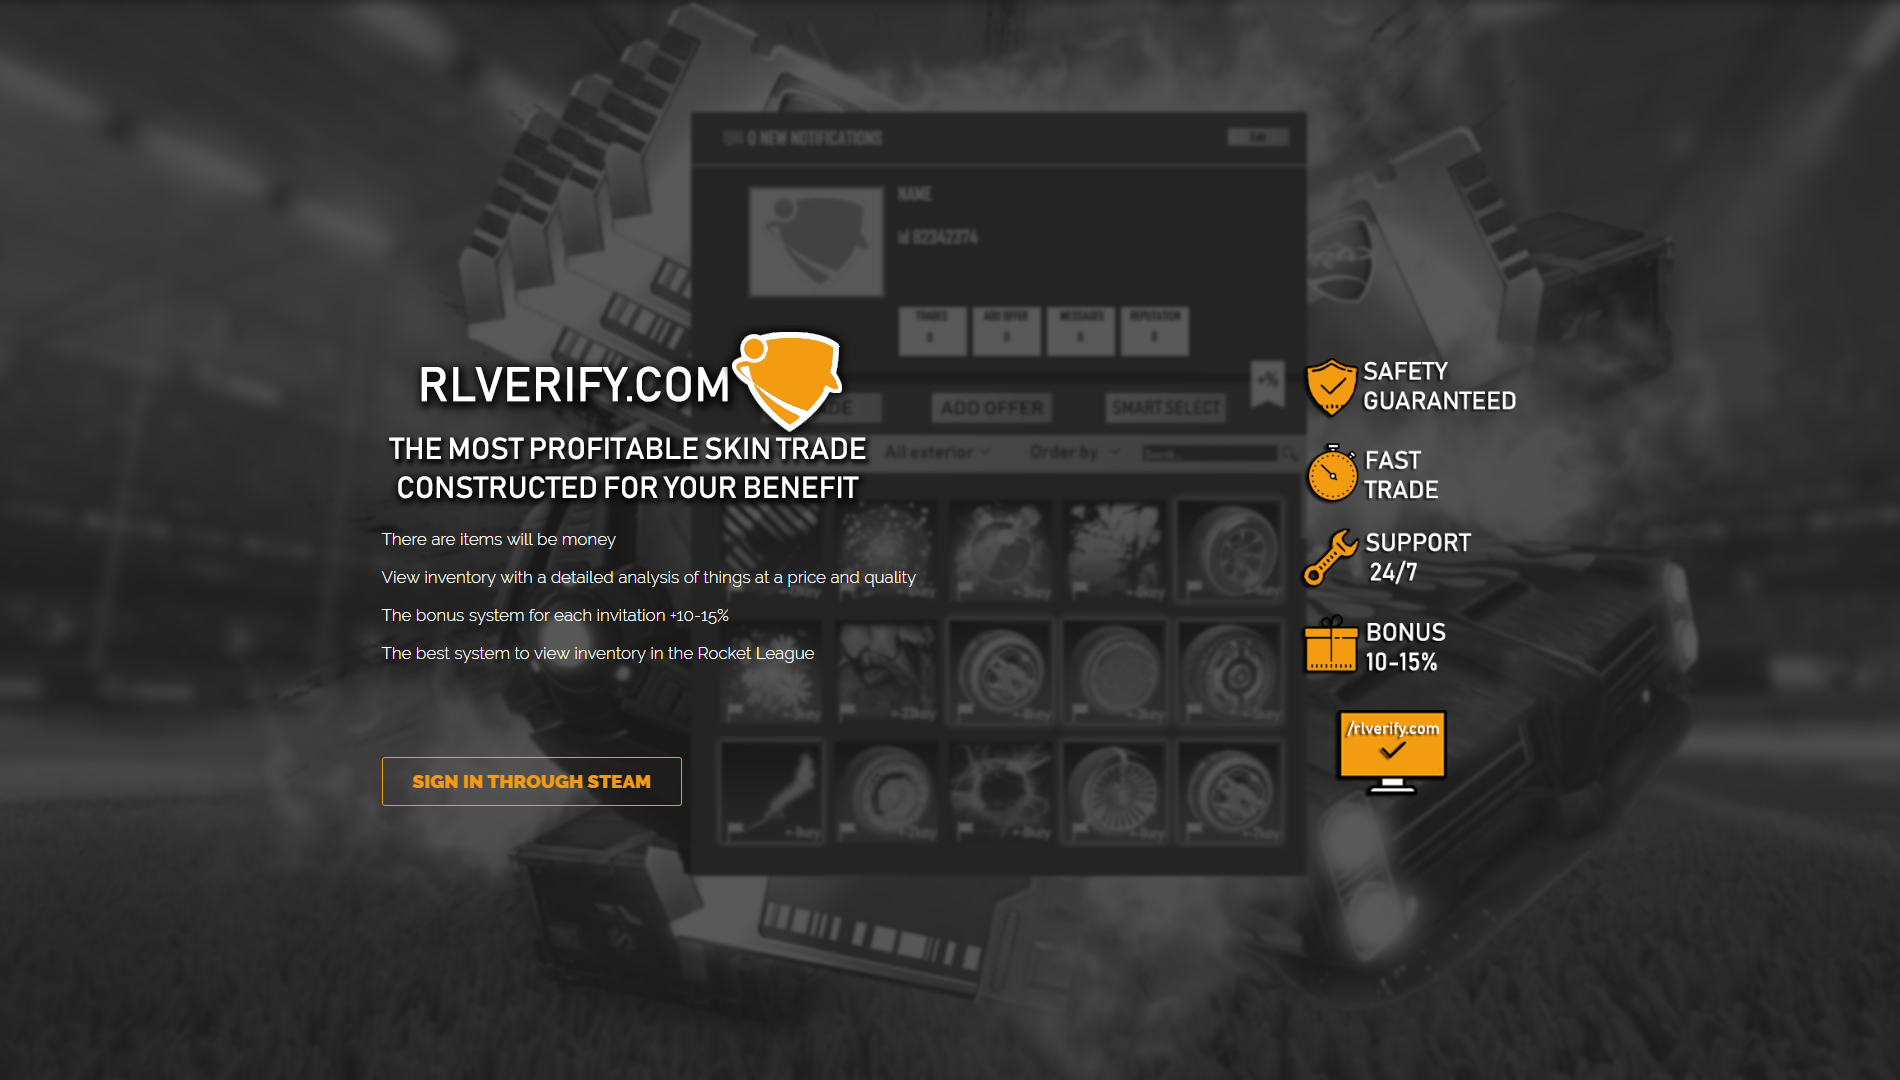 0 NEW NOTIFICATIONS
Edit
NAME
id 82342374
TRADES
ADD OFFER
MESSAGES
REPUTATION
0
0
0
0
RLVERIFY.COM
+%
ADD OFFER
SMART SELECT
THE MOST PROFITABLE SKIN TRADE
CONSTRUCTED FOR YOUR BENEFIT
All exterior
Order by
Search...
There are items will be money
View inventory with a detailed analysis of things at a price and quality
The bonus system for each invitation +10-15%
The best system to view inventory in the Rocket League
SIGN IN THROUGH STEAM
SAFETY
GUARANTEED
FAST
TRADE
SUPPORT
24/7
BONUS
10-15%
/rlverify.com